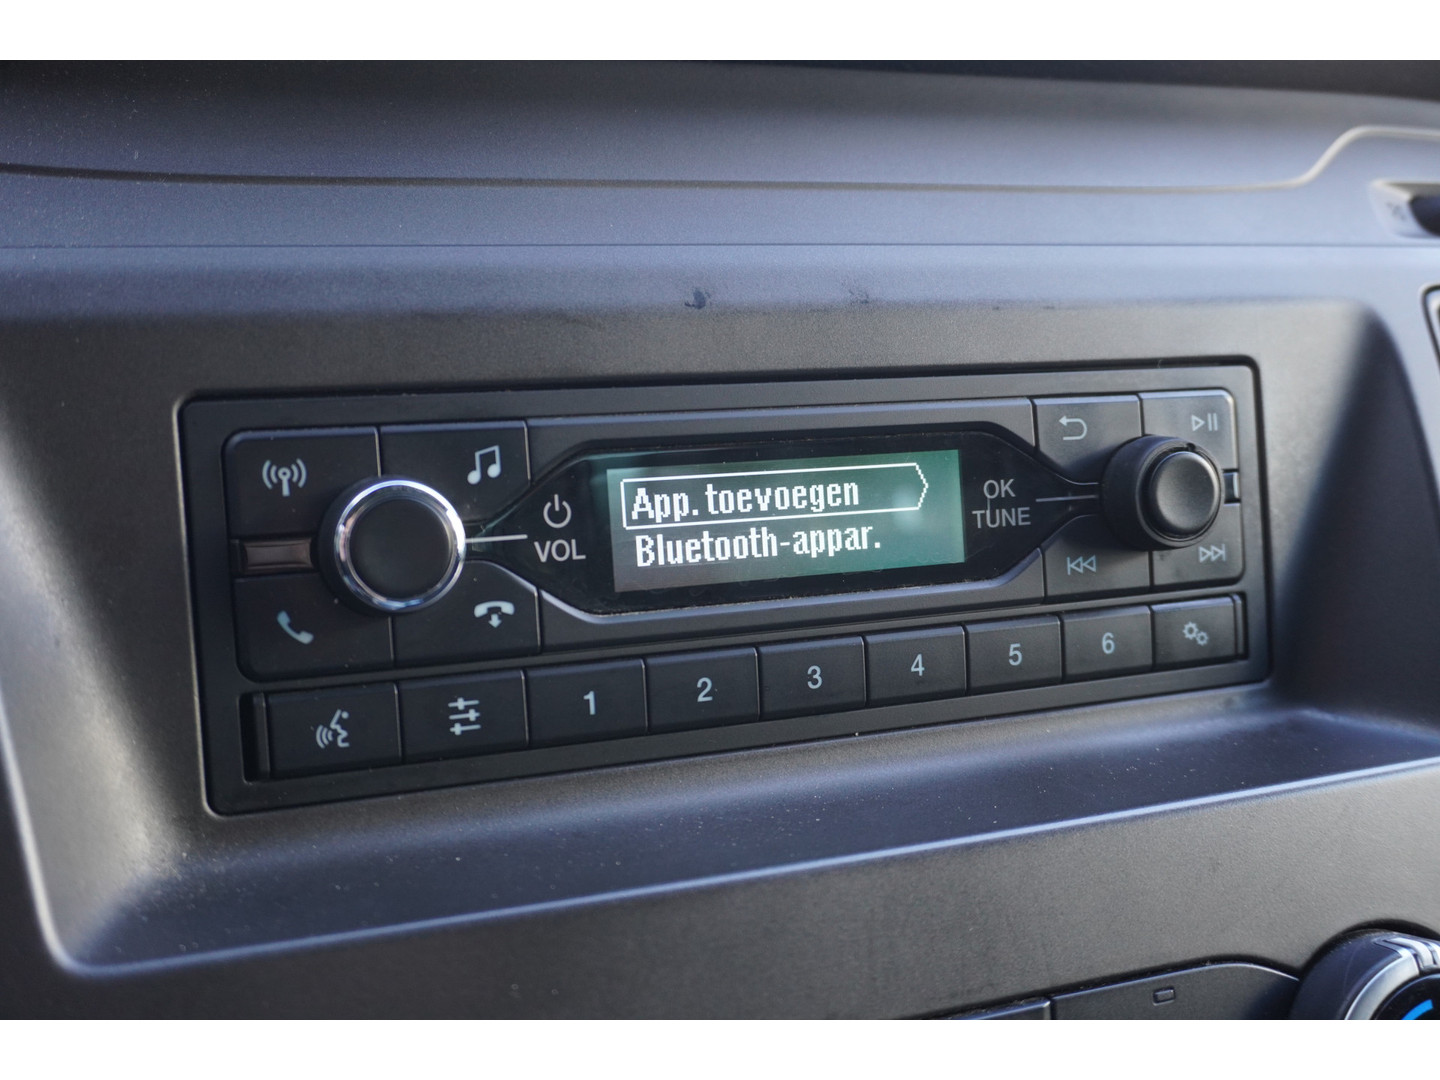 App. toevoegen
Bluetooth-appar.
VOL
OK
TUNE
1 2 3 4 5 6